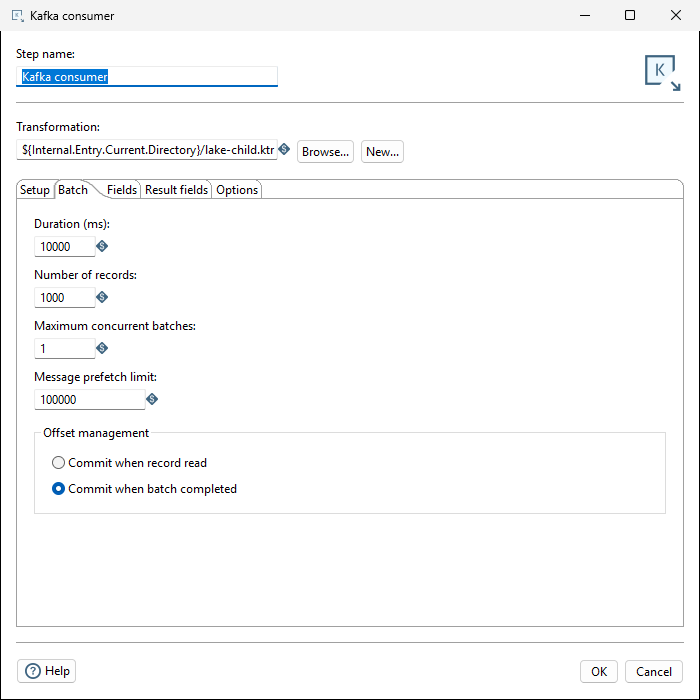 Kafka consumer
Step name:
Kafka consumer
K
Transformation:
${Internal.Entry.Current.Directory}/lake-child.ktr
Browse... New...
Setup Batch Fields Result fields Options
Duration (ms):
10000
Number of records:
1000
Maximum concurrent batches:
1
Message prefetch limit:
100000
Offset management
Commit when record read
Commit when batch completed
? Help OK Cancel